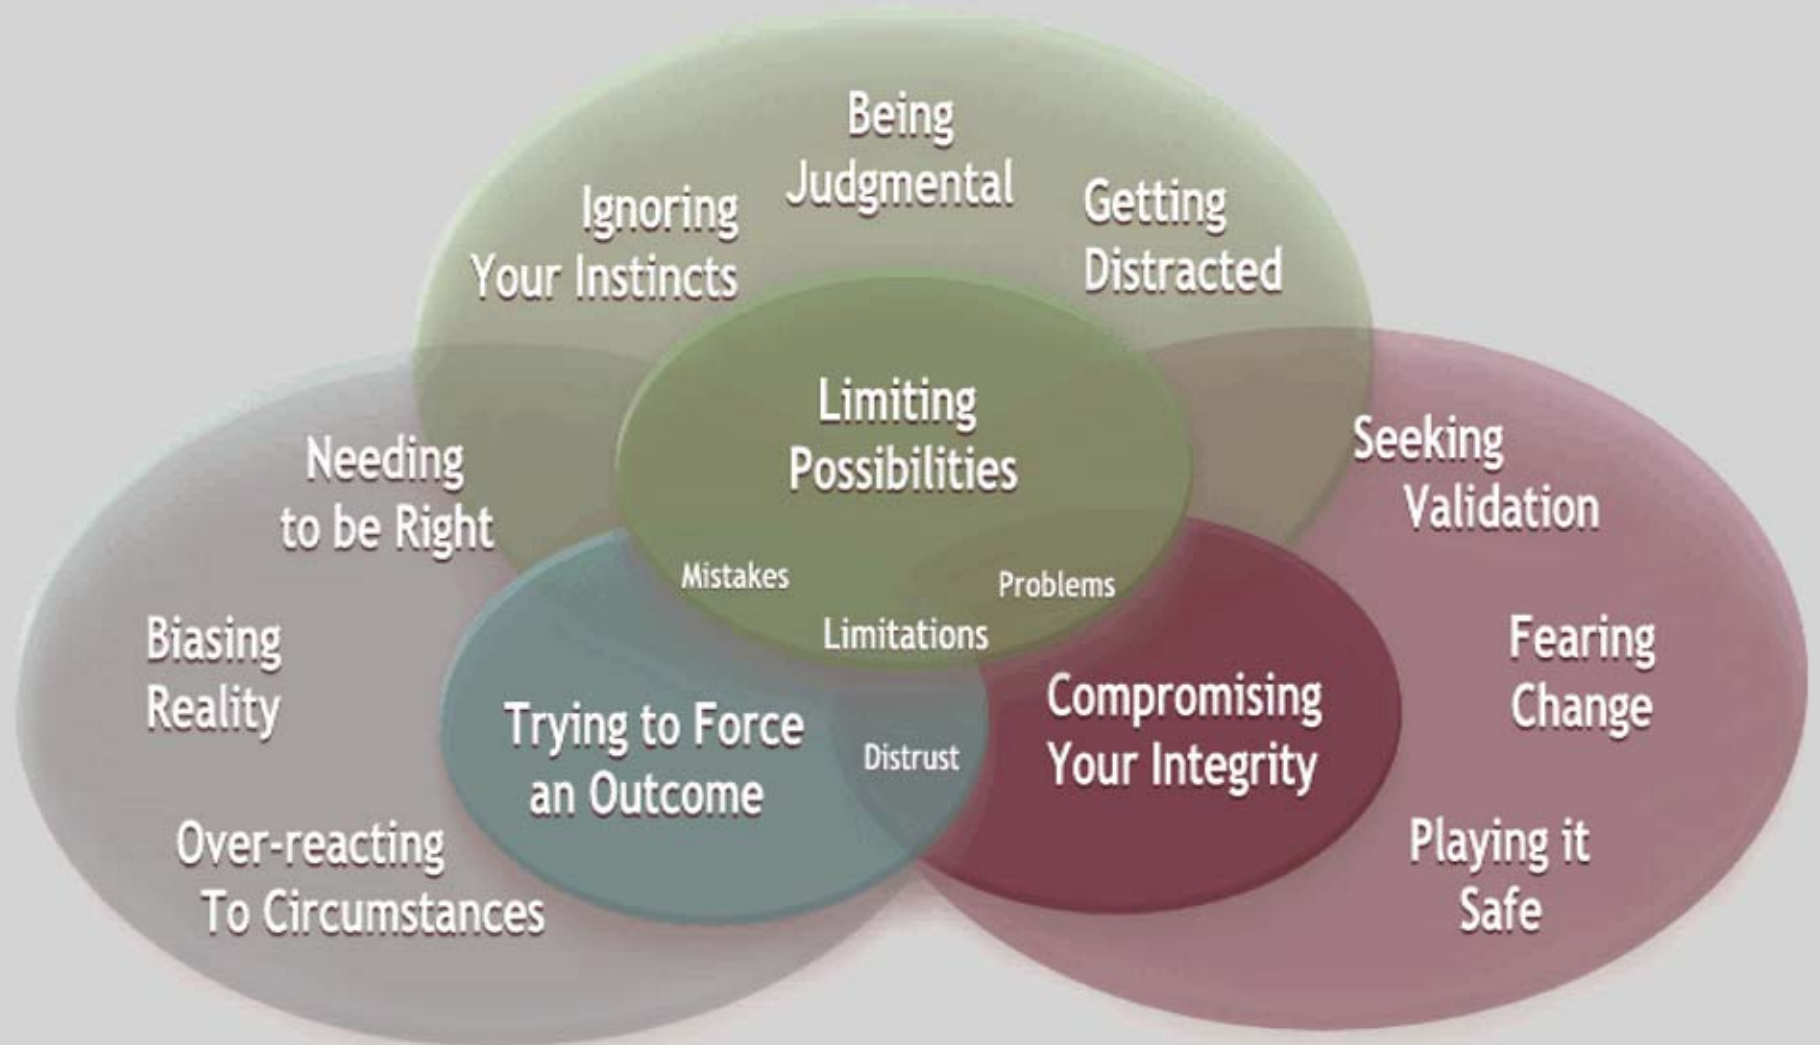 Being
Judgmental
Ignoring
Your Instincts
Getting
Distracted
Limiting
Possibilities
Needing
to be Right
Seeking
Validation
Mistakes
Problems
Limitations
Biasing
Reality
Fearing
Change
Trying to Force
an Outcome
Distrust
Compromising
Your Integrity
Over-reacting
To Circumstances
Playing it
Safe